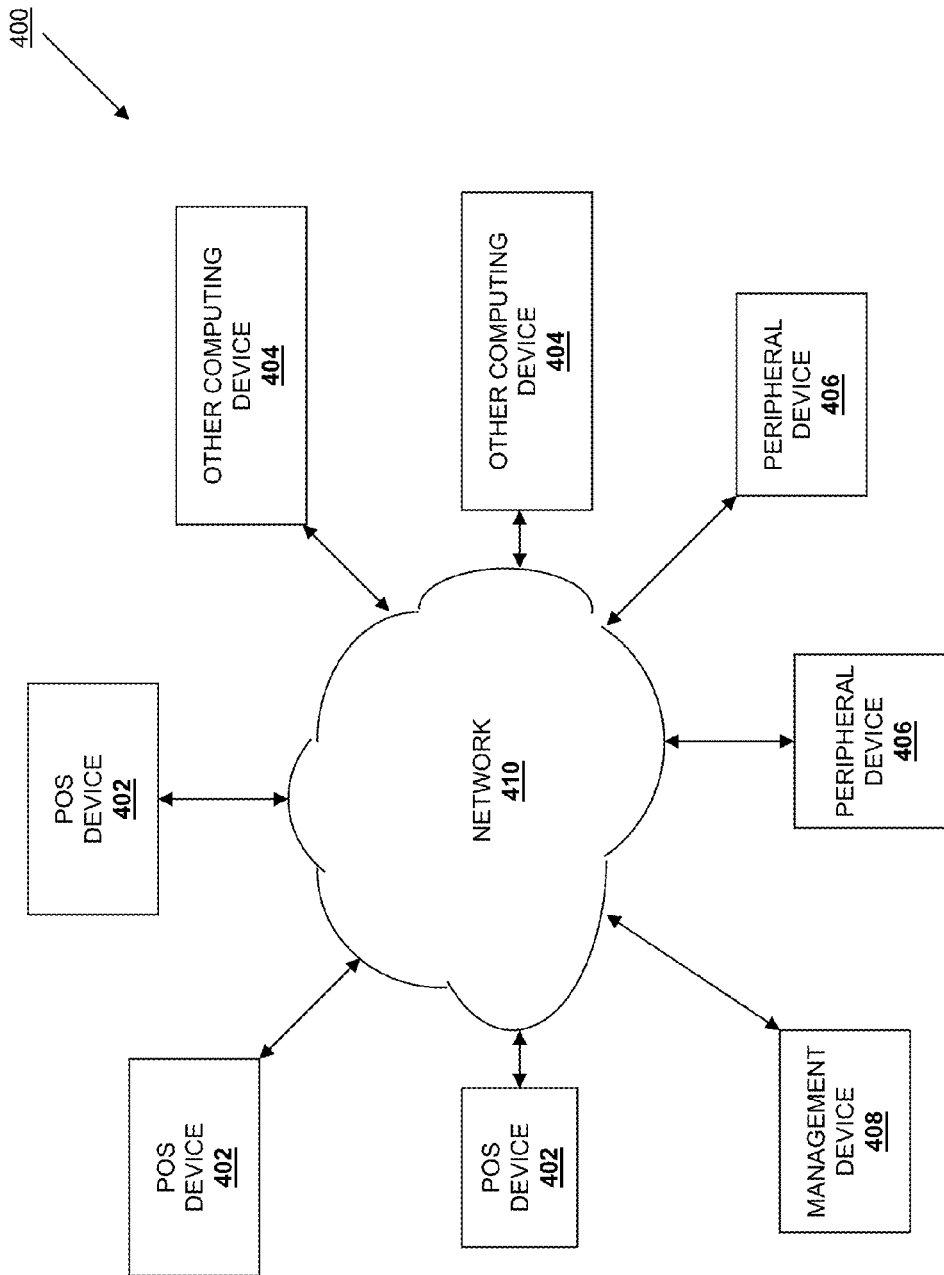 400
POS
DEVICE
402
POS
DEVICE
402
OTHER COMPUTING
DEVICE
404
POS
DEVICE
402
NETWORK
410
OTHER COMPUTING
DEVICE
404
MANAGEMENT
DEVICE
408
PERIPHERAL
DEVICE
406
PERIPHERAL
DEVICE
406